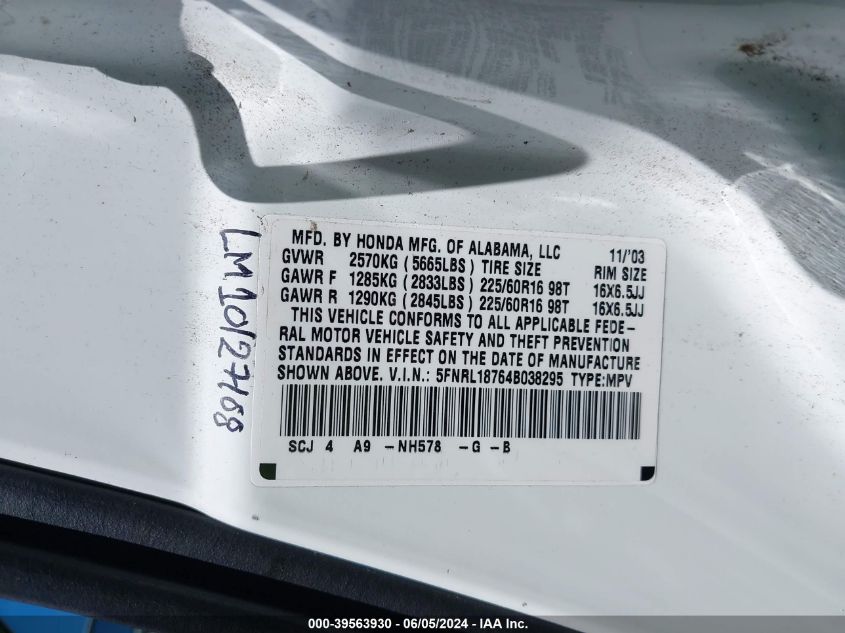 MFD. BY HONDA MFG. OF ALABAMA, LLC 11/'03
GVWR 2570KG (5665LBS) TIRE SIZE RIM SIZE
GAWR F 1285KG (2833LBS) 225/60R16 98T 16X6.5JJ
GAWR R 1290KG (2845LBS) 225/60R16 98T 16X6.5JJ
THIS VEHICLE CONFORMS TO ALL APPLICABLE FEDE-
RAL MOTOR VEHICLE SAFETY AND THEFT PREVENTION
STANDARDS IN EFFECT ON THE DATE OF MANUFACTURE
SHOWN ABOVE. V.I.N.: 5FNRL18764B038295 TYPE:MPV
SCJ 4 A9 -NH578 -G -B
000-39563930 - 06/05/2024 - IAA Inc.